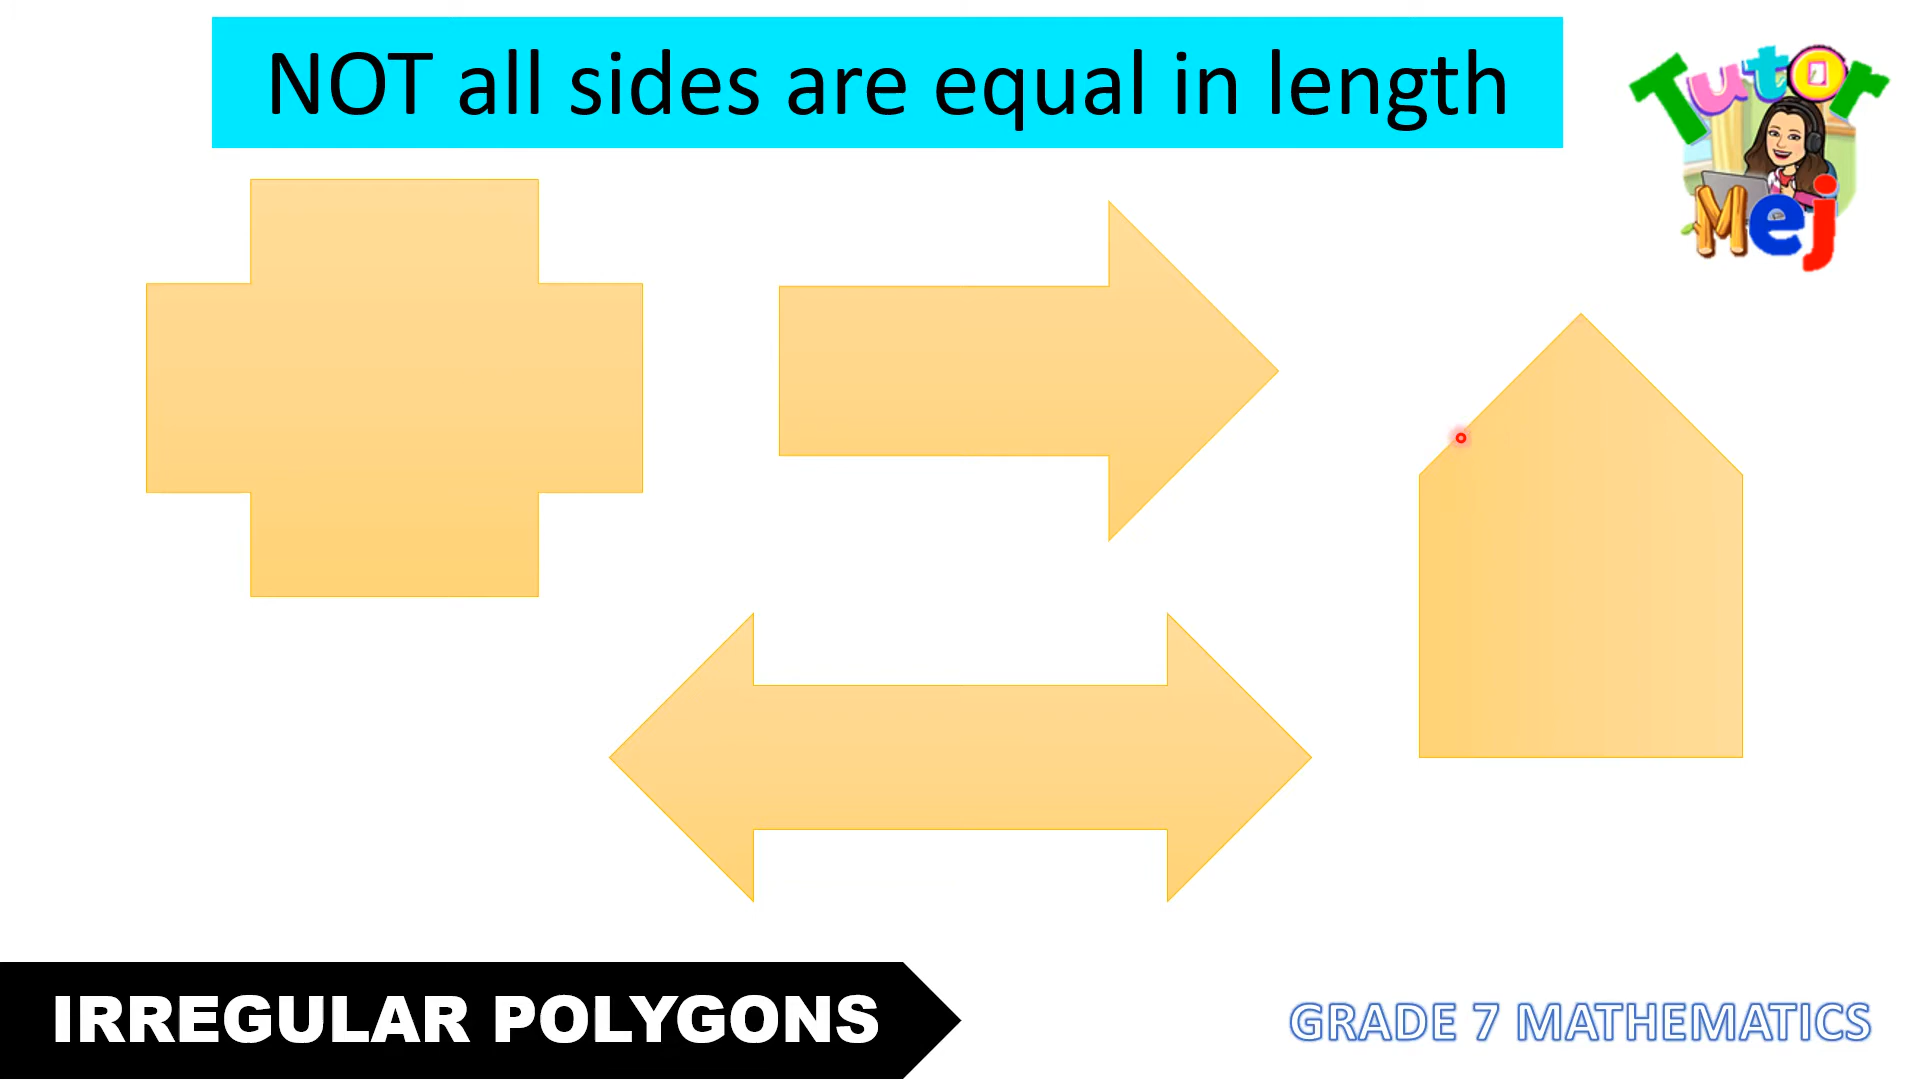 NOT all sides are equal in length
Tutor
Mej
IRREGULAR POLYGONS
GRADE 7 MATHEMATICS